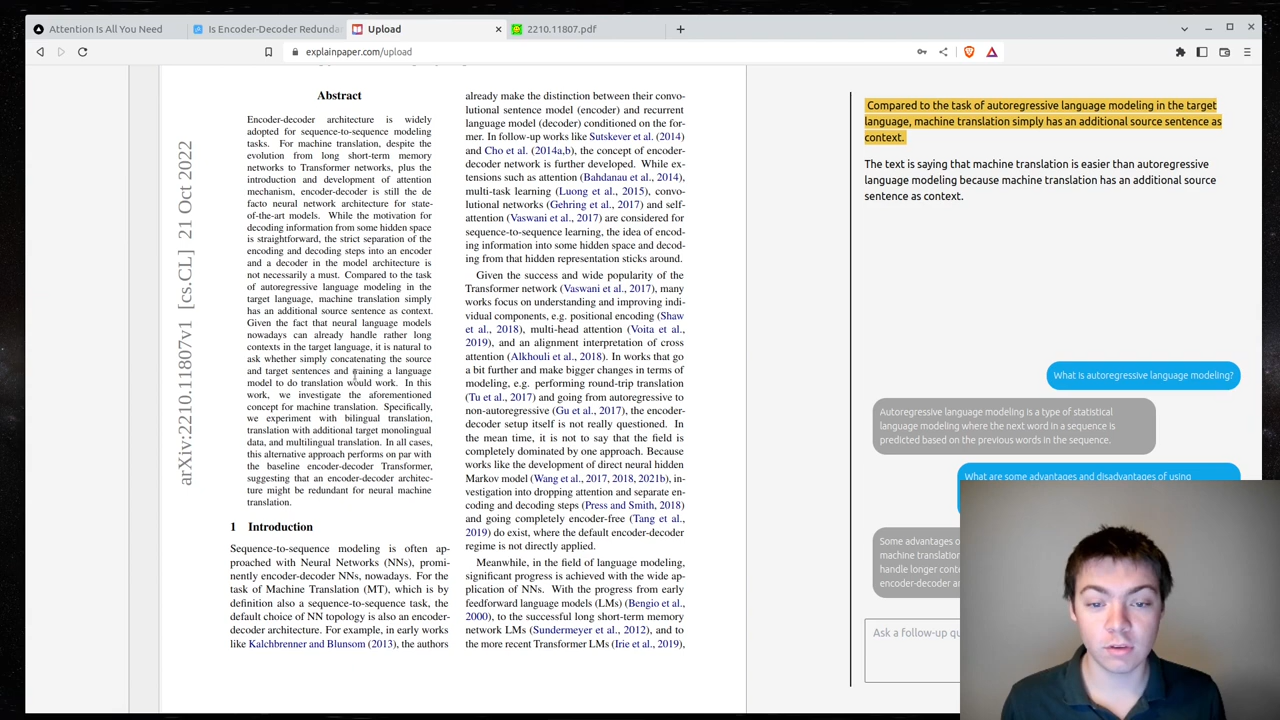 Attention Is All You Need
Is Encoder-Decoder Redunda
Upload
2210.11807.pdf
explainpaper.com/upload
arXiv:2210.11807v1 [cs.CL] 21 Oct 2022
Abstract
Encoder-decoder architecture is widely
adopted for sequence-to-sequence modeling
tasks. For machine translation, despite the
evolution from long short-term memory
networks to Transformer networks, plus the
introduction and development of attention
mechanism, encoder-decoder is still the de
facto neural network architecture for state-
of-the-art models. While the motivation for
decoding information from some hidden space
is straightforward, the strict separation of the
encoding and decoding steps into an encoder
and a decoder in the model architecture is
not necessarily a must. Compared to the task
of autoregressive language modeling in the
target language, machine translation simply
has an additional source sentence as context.
Given the fact that neural language models
nowadays can already handle rather long
contexts in the target language, it is natural to
ask whether simply concatenating the source
and target sentences and training a language
model to do translation would work. In this
work, we investigate the aforementioned
concept for machine translation. Specifically,
we experiment with bilingual translation,
translation with additional target monolingual
data, and multilingual translation. In all cases,
this alternative approach performs on par with
the baseline encoder-decoder Transformer,
suggesting that an encoder-decoder architec-
ture might be redundant for neural machine
translation.
1 Introduction
Sequence-to-sequence modeling is often ap-
proached with Neural Networks (NNs), promi-
nently encoder-decoder NNs, nowadays. For the
task of Machine Translation (MT), which is by
definition also a sequence-to-sequence task, the
default choice of NN topology is also an encoder-
decoder architecture. For example, in early works
like Kalchbrenner and Blunsom (2013), the authors
already make the distinction between their convo-
lutional sentence model (encoder) and recurrent
language model (decoder) conditioned on the for-
mer. In follow-up works like Sutskever et al. (2014)
and Cho et al. (2014a,b), the concept of encoder-
decoder network is further developed. While ex-
tensions such as attention (Bahdanau et al., 2014),
multi-task learning (Luong et al., 2015), convo-
lutional networks (Gehring et al., 2017) and self-
attention (Vaswani et al., 2017) are considered for
sequence-to-sequence learning, the idea of encod-
ing information into some hidden space and decod-
ing from that hidden representation sticks around.
Given the success and wide popularity of the
Transformer network (Vaswani et al., 2017), many
works focus on understanding and improving indi-
vidual components, e.g. positional encoding (Shaw
et al., 2018), multi-head attention (Voita et al.,
2019), and an alignment interpretation of cross
attention (Alkhouli et al., 2018). In works that go
a bit further and make bigger changes in terms of
modeling, e.g. performing round-trip translation
(Tu et al., 2017) and going from autoregressive to
non-autoregressive (Gu et al., 2017), the encoder-
decoder setup itself is not really questioned. In
the mean time, it is not to say that the field is
completely dominated by one approach. Because
works like the development of direct neural hidden
Markov model (Wang et al., 2017, 2018, 2021b), in-
vestigation into dropping attention and separate en-
coding and decoding steps (Press and Smith, 2018)
and going completely encoder-free (Tang et al.,
2019) do exist, where the default encoder-decoder
regime is not directly applied.
Meanwhile, in the field of language modeling,
significant progress is achieved with the wide ap-
plication of NNs. With the progress from early
feedforward language models (LMs) (Bengio et al.,
2000), to the successful long short-term memory
network LMs (Sundermeyer et al., 2012), and to
the more recent Transformer LMs (Irie et al., 2019),
Compared to the task of autoregressive language modeling in the target
language, machine translation simply has an additional source sentence as
context.
The text is saying that machine translation is easier than autoregressive
language modeling because machine translation has an additional source
sentence as context.
What is autoregressive language modeling?
Autoregressive language modeling is a type of statistical
language modeling where the next word in a sequence is
predicted based on the previous words in the sequence.
What are some advantages and disadvantages of using
Some advantages o
machine translation
handle longer conte
encoder-decoder ar
Ask a follow-up qu